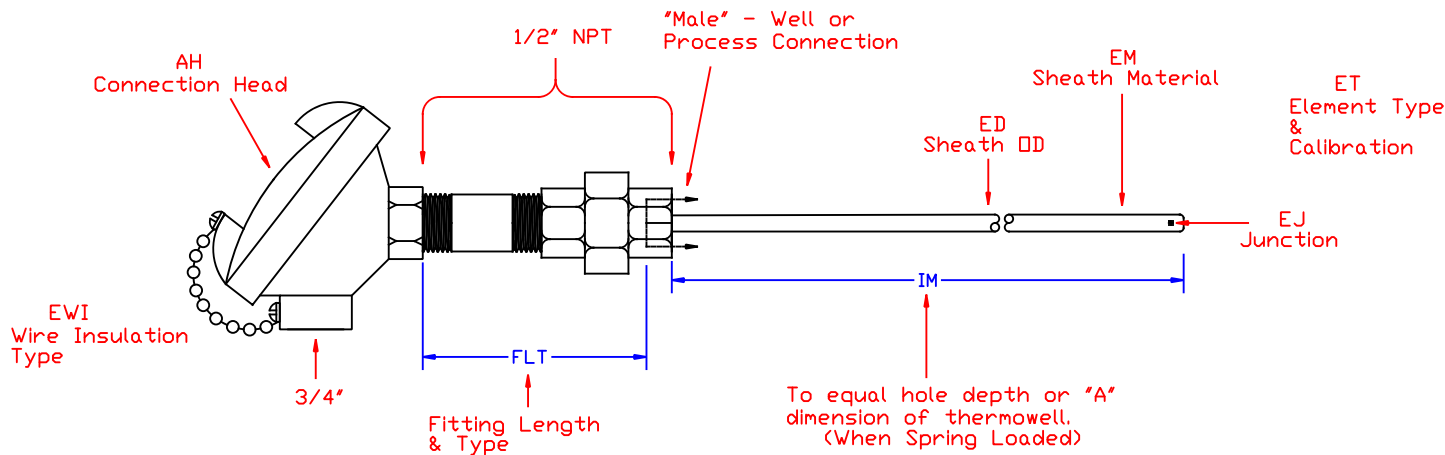 AH
Connection Head
1/2" NPT
"Male" - Well or
Process Connection
EM
Sheath Material
ED
Sheath OD
ET
Element Type
&
Calibration
EJ
Junction
EWI
Wire Insulation
Type
3/4"
FLT
Fitting Length
& Type
IM
To equal hole depth or "A"
dimension of thermowell.
(When Spring Loaded)